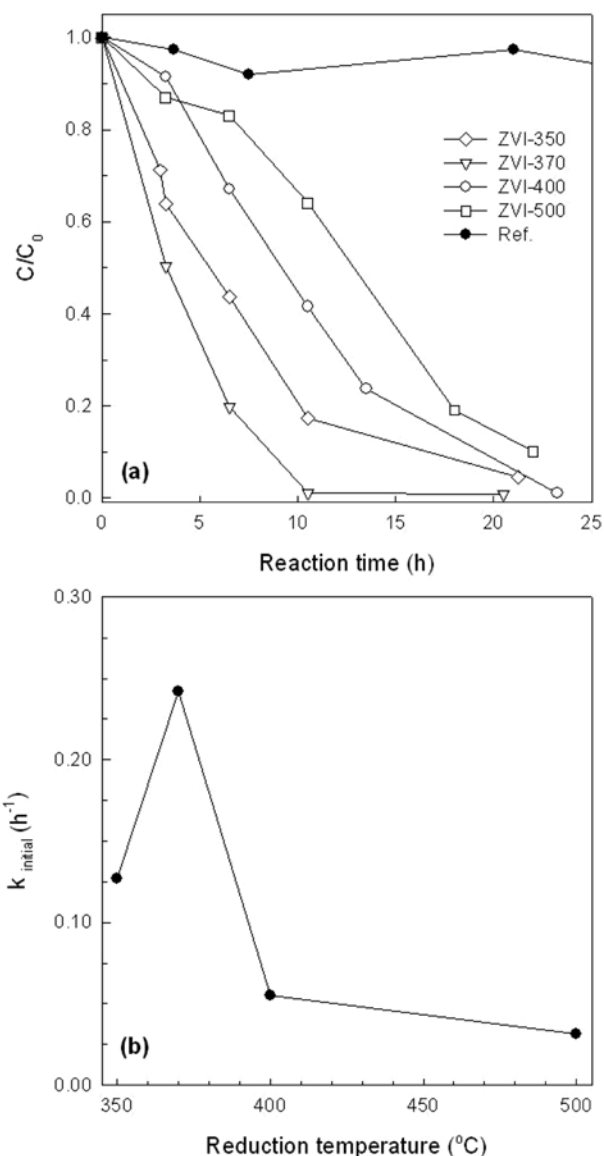 1.0
0.8
0.6
0.4
0.2
0.0
C/C0
ZVI-350
ZVI-370
ZVI-400
ZVI-500
Ref.
(a)
0 5 10 15 20 25
Reaction time (h)
0.30
0.20
0.10
0.00
k initial (h-1)
(b)
350 400 450 500
Reduction temperature (oC)